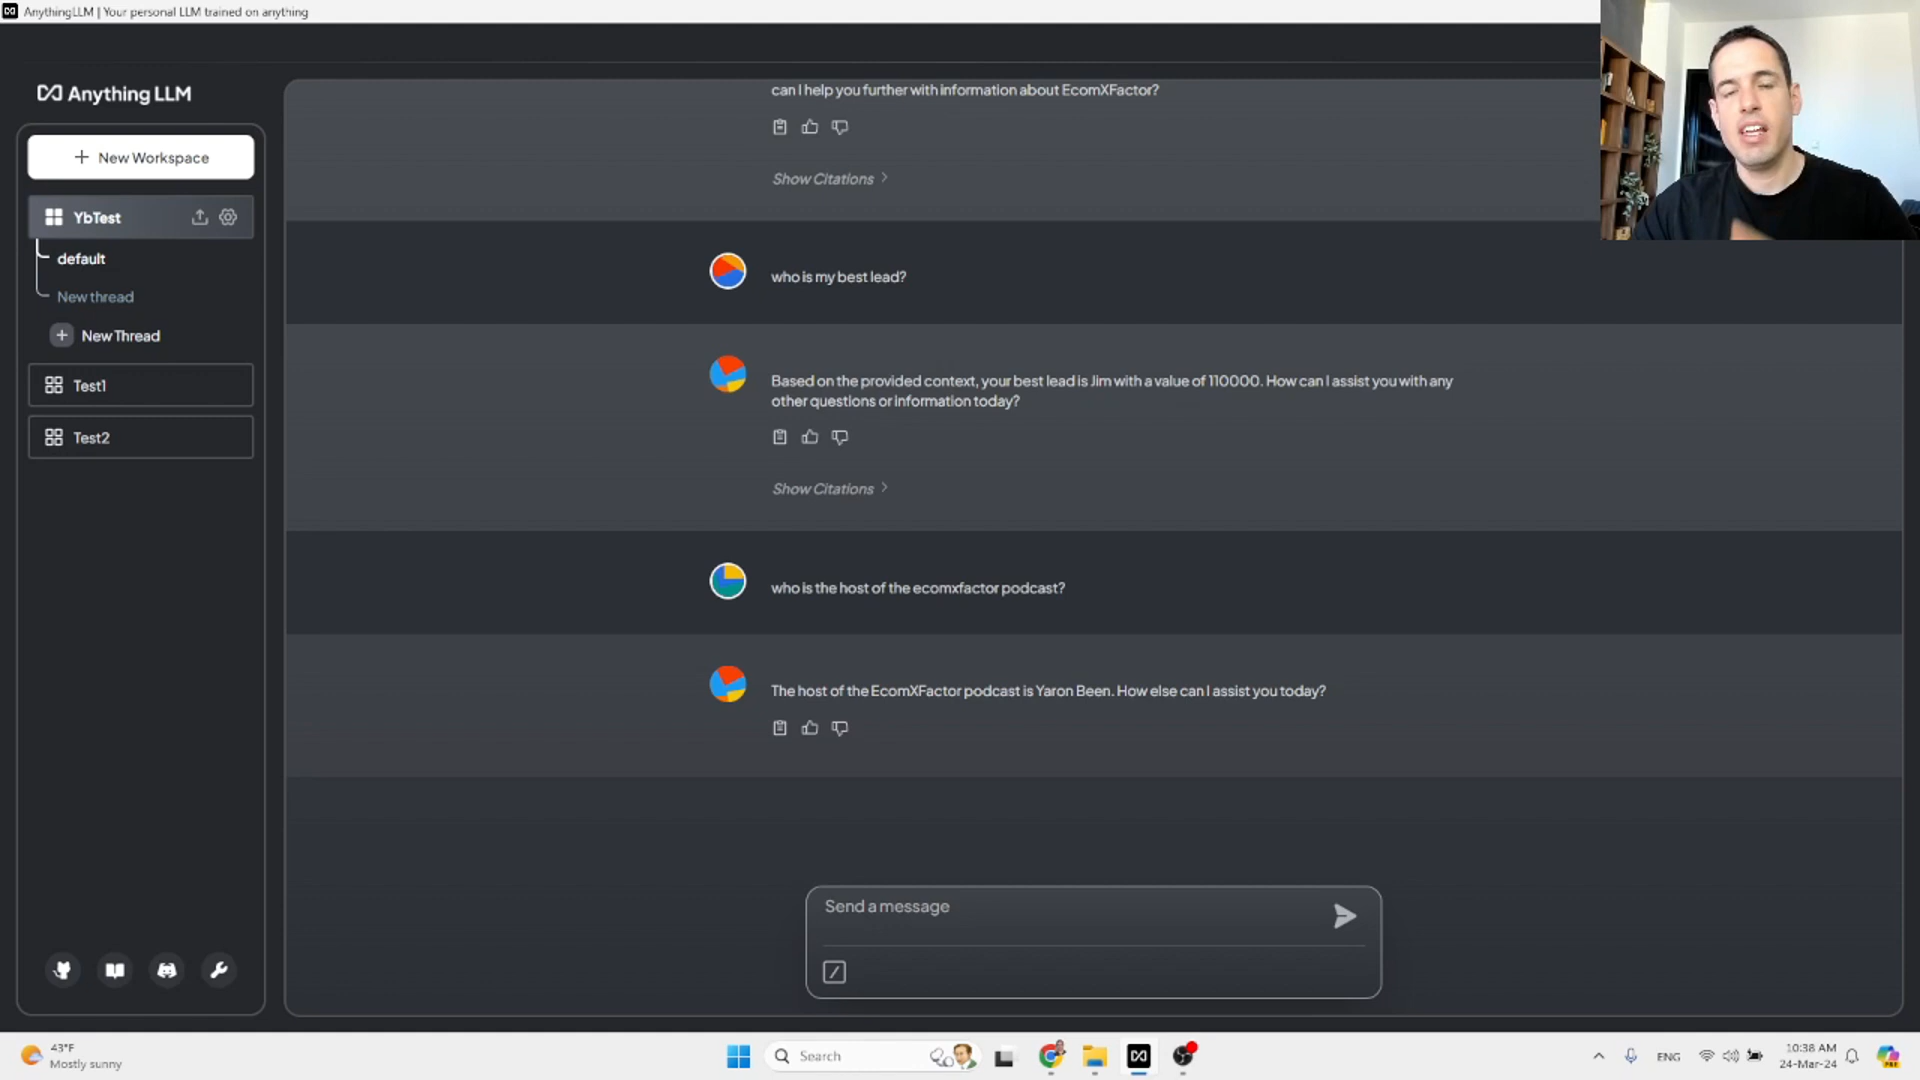 AnythingLLM | Your personal LLM trained on anything
Anything LLM
New Workspace
YbTest
default
New thread
New Thread
Test1
Test2
can I help you further with information about EcomXFactor?
Show Citations
who is my best lead?
Based on the provided context, your best lead is Jim with a value of 110000. How can I assist you with any
other questions or information today?
Show Citations
who is the host of the ecomxfactor podcast?
The host of the EcomXFactor podcast is Yaron Been. How else can I assist you today?
Send a message
43°F
Mostly sunny
Search
ENG
10:38 AM
24-Mar-24